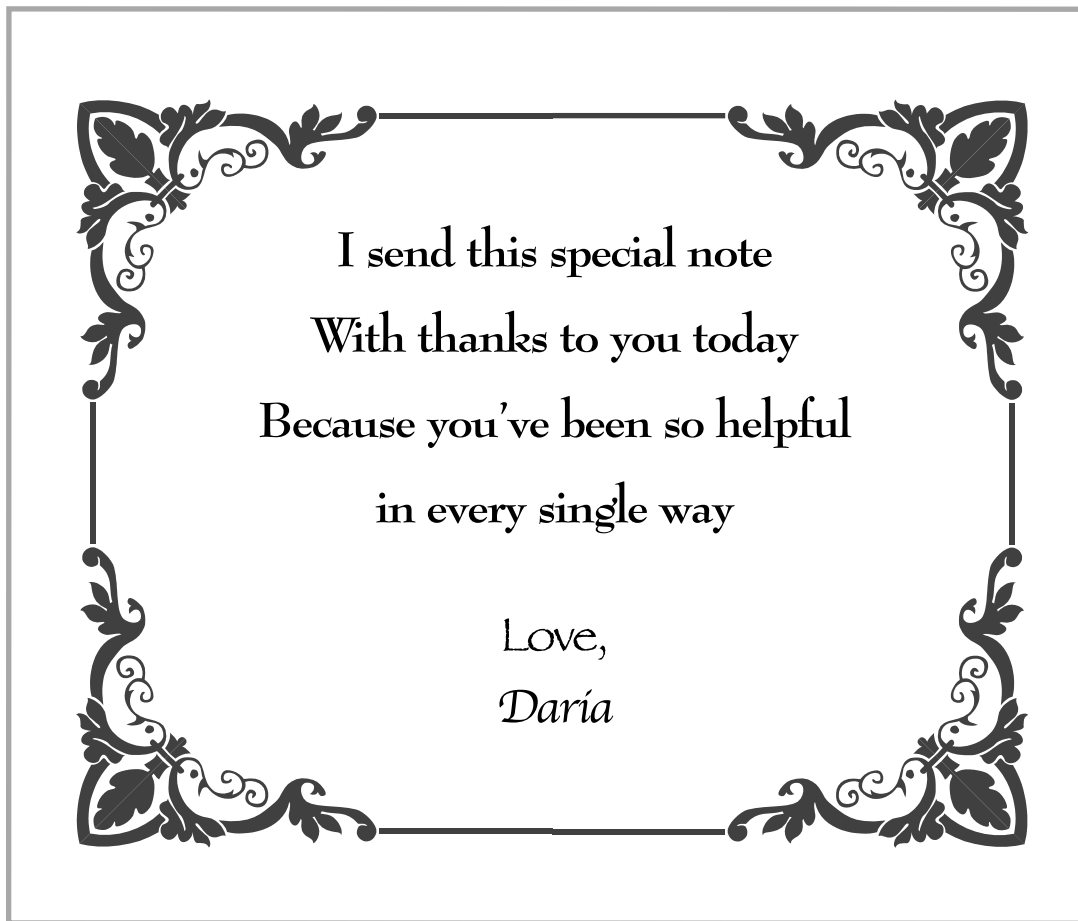 I send this special note
With thanks to you today
Because you've been so helpful
in every single way
Love,
Daria